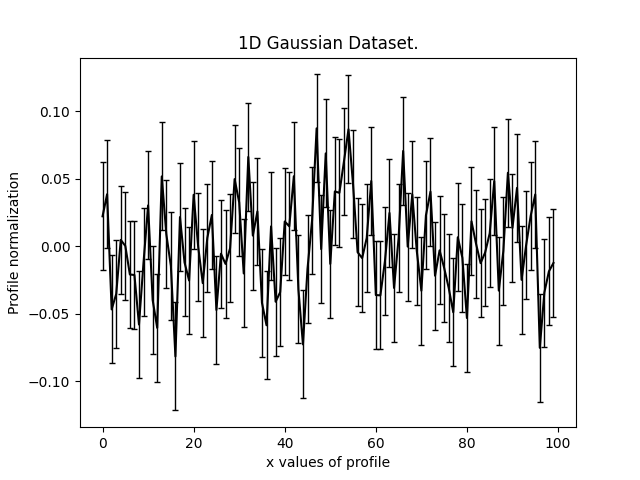 1D Gaussian Dataset.
Profile normalization
0.10
0.05
0.00
−0.05
−0.10
0 20 40 60 80 100
x values of profile